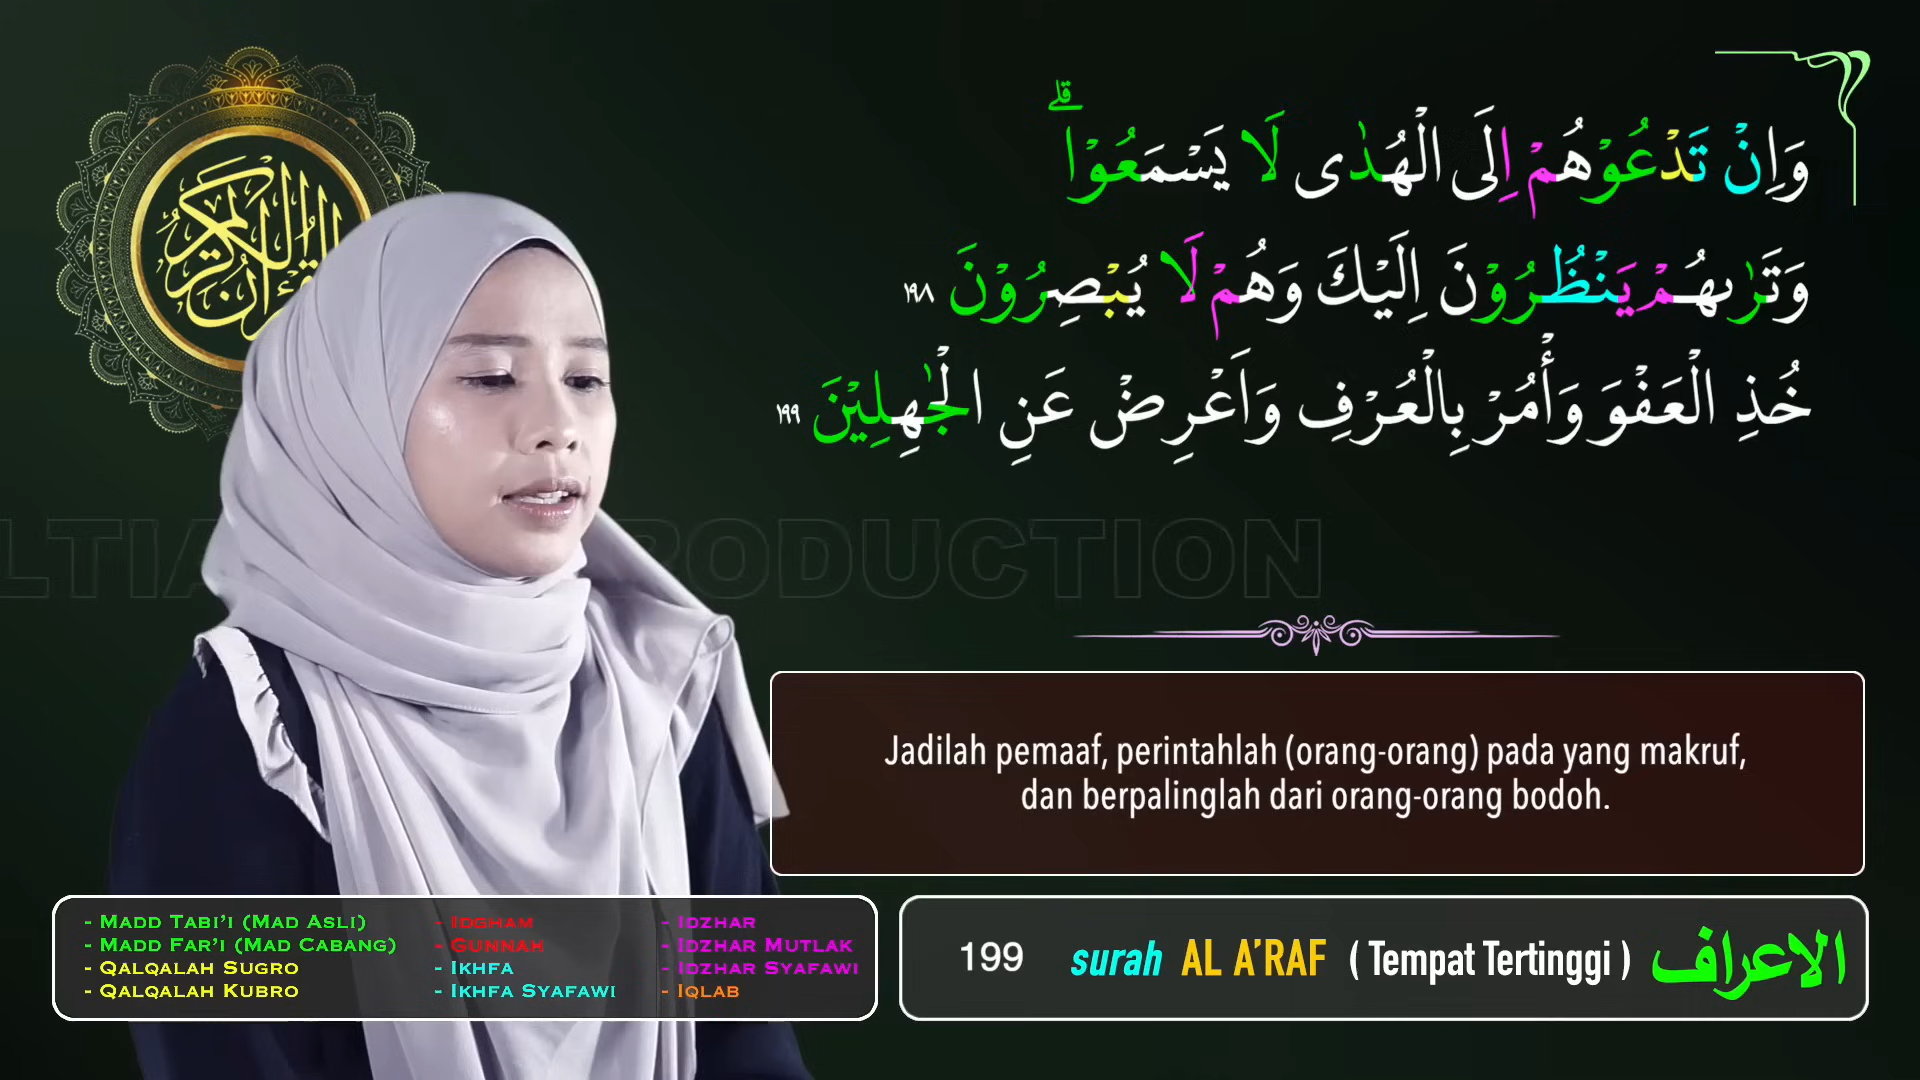 القرآن الكريم
وَاِنْ تَدْعُوْهُمْ اِلَى الْهُدٰى لَا يَسْمَعُوْاۗ
وَتَرٰىهُمْ يَنْظُرُوْنَ اِلَيْكَ وَهُمْ لَا يُبْصِرُوْنَ ١٩٨
خُذِ الْعَفْوَ وَأْمُرْ بِالْعُرْفِ وَاَعْرِضْ عَنِ الْجٰهِلِيْنَ ١٩٩
Jadilah pemaaf, perintahlah (orang-orang) pada yang makruf,
dan berpalinglah dari orang-orang bodoh.
- Madd Tabi’i (Mad Asli)
- Madd Far’i (Mad Cabang)
- Qalqalah Sugro
- Qalqalah Kubro
- Idgham
- Gunnah
- Ikhfa
- Ikhfa Syafawi
- Idzhar
- Idzhar Mutlak
- Idzhar Syafawi
- Iqlab
199 surah AL A’RAF ( Tempat Tertinggi ) الاعراف